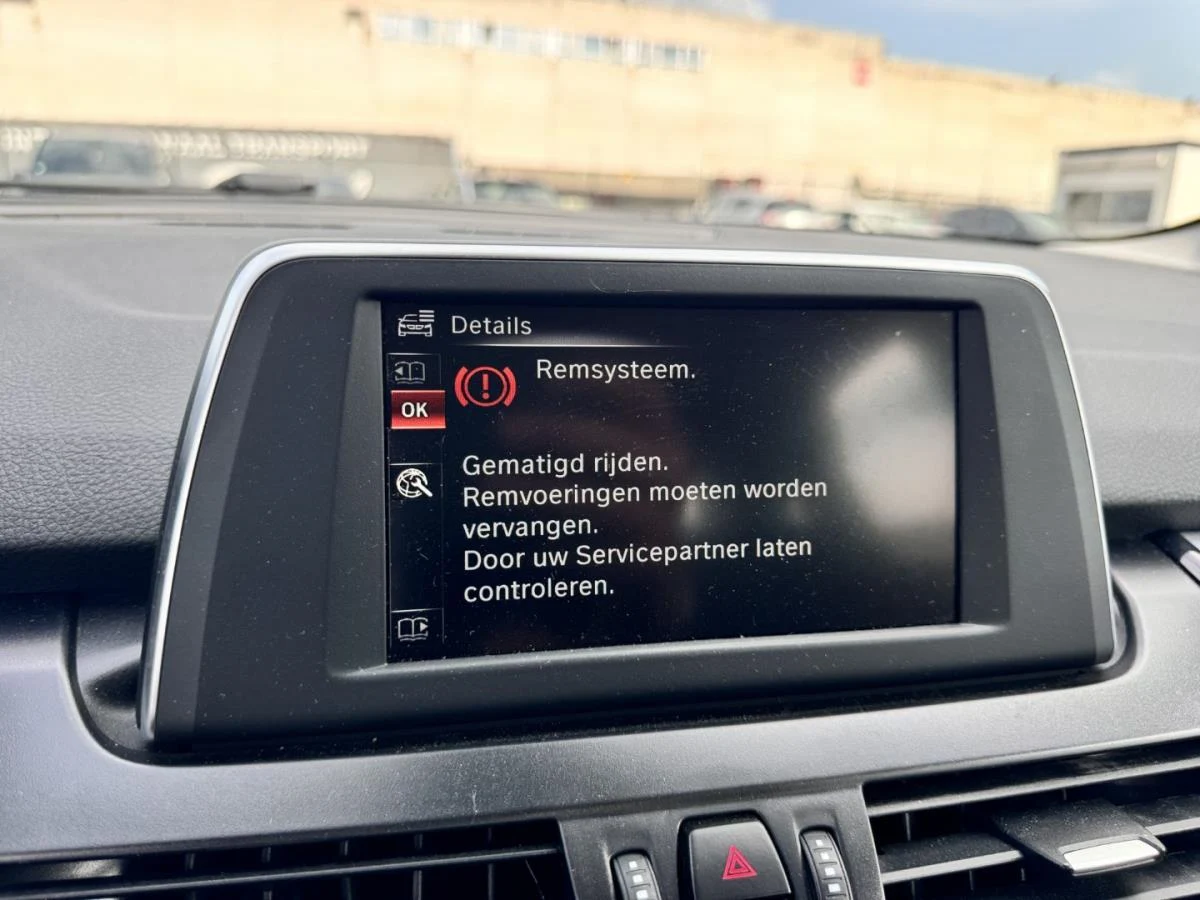 Details
Remsysteem.
OK
Gematigd rijden.
Remvoeringen moeten worden
vervangen.
Door uw Servicepartner laten
controleren.